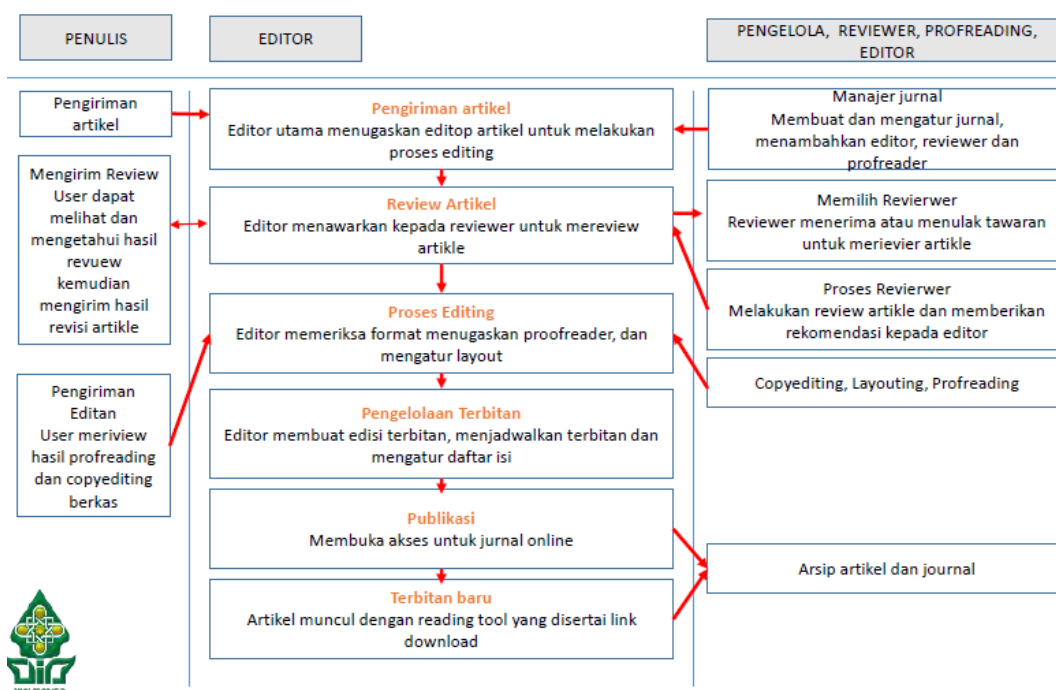 PENULIS
EDITOR
PENGELOLA, REVIEWER, PROFREADING,
EDITOR
Pengiriman
artikel
Pengiriman artikel
Editor utama menugaskan editop artikel untuk melakukan
proses editing
Manajer jurnal
Membuat dan mengatur jurnal,
menambahkan editor, reviewer dan
profreader
Mengirim Review
User dapat
melihat dan
mengetahui hasil
revuew
kemudian
mengirim hasil
revisi artikle
Review Artikel
Editor menawarkan kepada reviewer untuk mereview
artikle
Memilih Revierwer
Reviewer menerima atau menulak tawaran
untuk merievier artikle
Proses Revierwer
Melakukan review artikle dan memberikan
rekomendasi kepada editor
Proses Editing
Editor memeriksa format menugaskan proofreader, dan
mengatur layout
Copyediting, Layouting, Profreading
Pengiriman
Editan
User meriview
hasil profreading
dan copyediting
berkas
Pengelolaan Terbitan
Editor membuat edisi terbitan, menjadwalkan terbitan dan
mengatur daftar isi
Publikasi
Membuka akses untuk jurnal online
Arsip artikel dan journal
Terbitan baru
Artikel muncul dengan reading tool yang disertai link
download